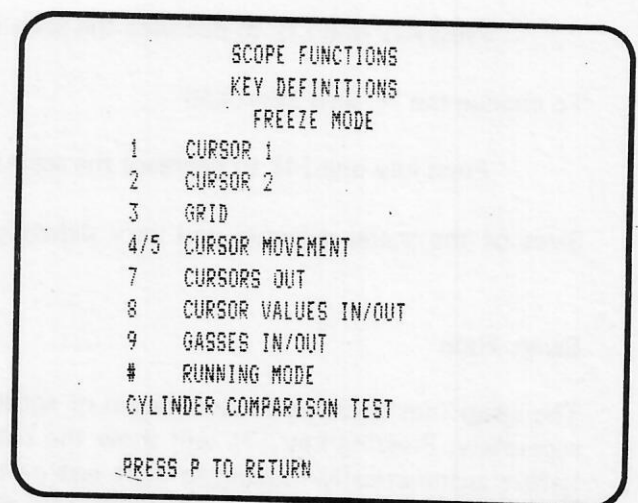 SCOPE FUNCTIONS
KEY DEFINITIONS
FREEZE MODE
1 CURSOR 1
2 CURSOR 2
3 GRID
4/5 CURSOR MOVEMENT
7 CURSORS OUT
8 CURSOR VALUES IN/OUT
9 GASSES IN/OUT
# RUNNING MODE
CYLINDER COMPARISON TEST
PRESS P TO RETURN